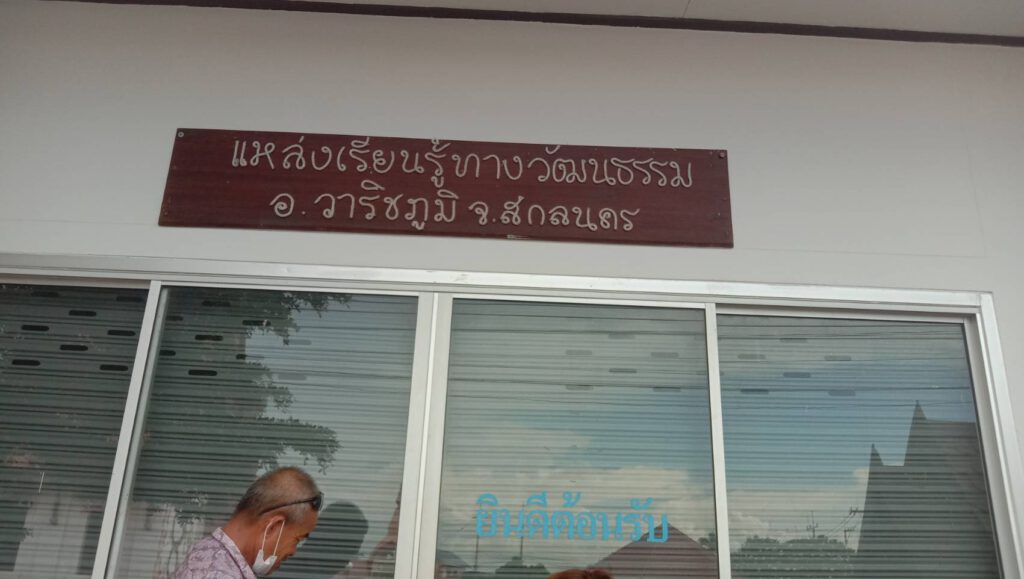 แหล่งเรียนรู้ทางวัฒนธรรม
อ. วาริชภูมิ จ.สกลนคร
ยินดีต้อนรับ